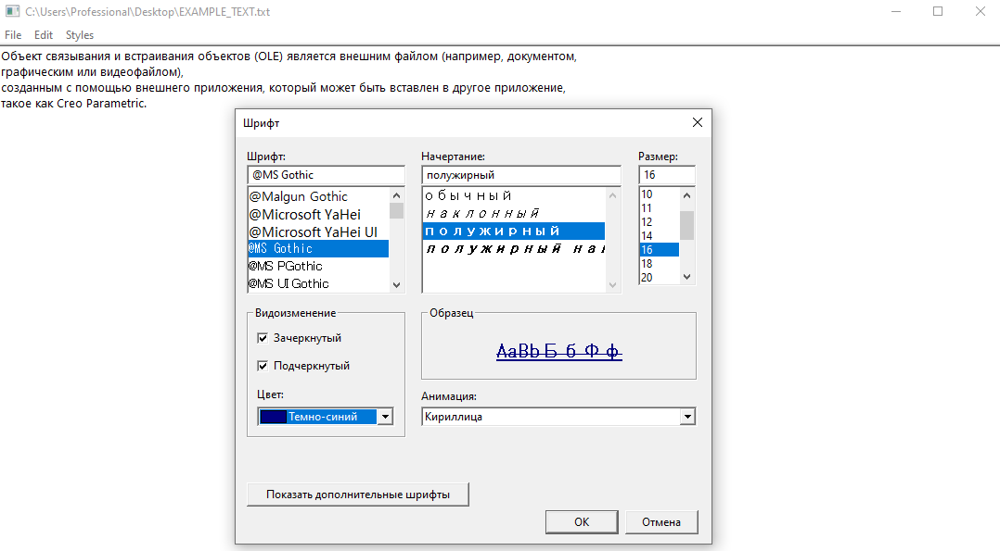 C:\Users\Professional\Desktop\EXAMPLE_TEXT.txt
File Edit Styles
Объект связывания и встраивания объектов (OLE) является внешним файлом (например, документом,
графическим или видеофайлом),
созданным с помощью внешнего приложения, который может быть вставлен в другое приложение,
такое как Creo Parametric.
Шрифт
Шрифт:
@MS Gothic
@Malgun Gothic
@Microsoft YaHei
@Microsoft YaHei UI
@MS Gothic
@MS PGothic
@MS UI Gothic
Начертание:
полужирный
обычный
наклонный
полужирный
полужирный нак
Размер:
16
10
11
12
14
16
18
20
Видоизменение
Зачеркнутый
Подчеркнутый
Цвет:
Темно-синий
Образец
AaBbБбФф
Анимация:
Кириллица
Показать дополнительные шрифты
OK
Отмена